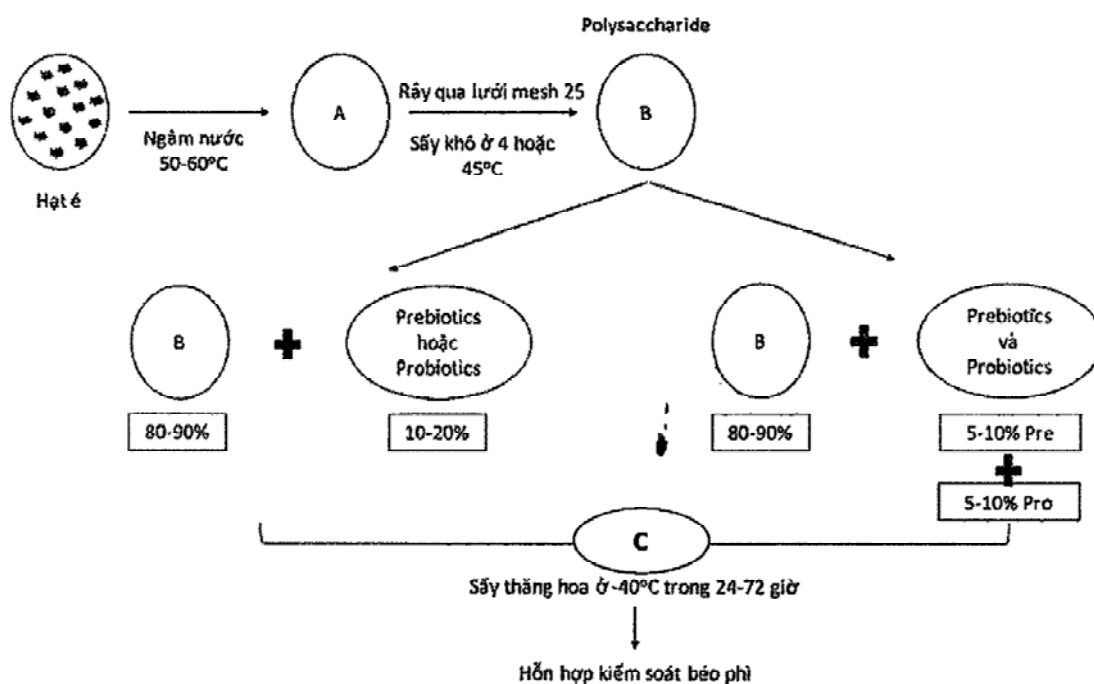 Polysaccharide
Hạt é
Ngâm nước
50-60°C
A
Rây qua lưới mesh 25
Sấy khô ở 4 hoặc
45°C
B
B
80-90%
Prebiotics
hoặc
Probiotics
10-20%
B
80-90%
Prebiotics
và
Probiotics
5-10% Pre
5-10% Pro
C
Sấy thăng hoa ở -40°C trong 24-72 giờ
Hỗn hợp kiểm soát béo phì